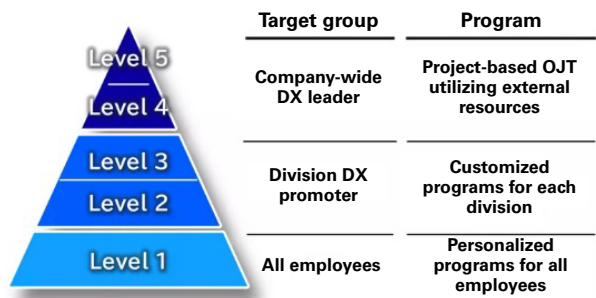 Target group
Program
Level 5
Level 4
Company-wide
DX leader
Project-based OJT
utilizing external
resources
Level 3
Level 2
Division DX
promoter
Customized
programs for each
division
Level 1
All employees
Personalized
programs for all
employees